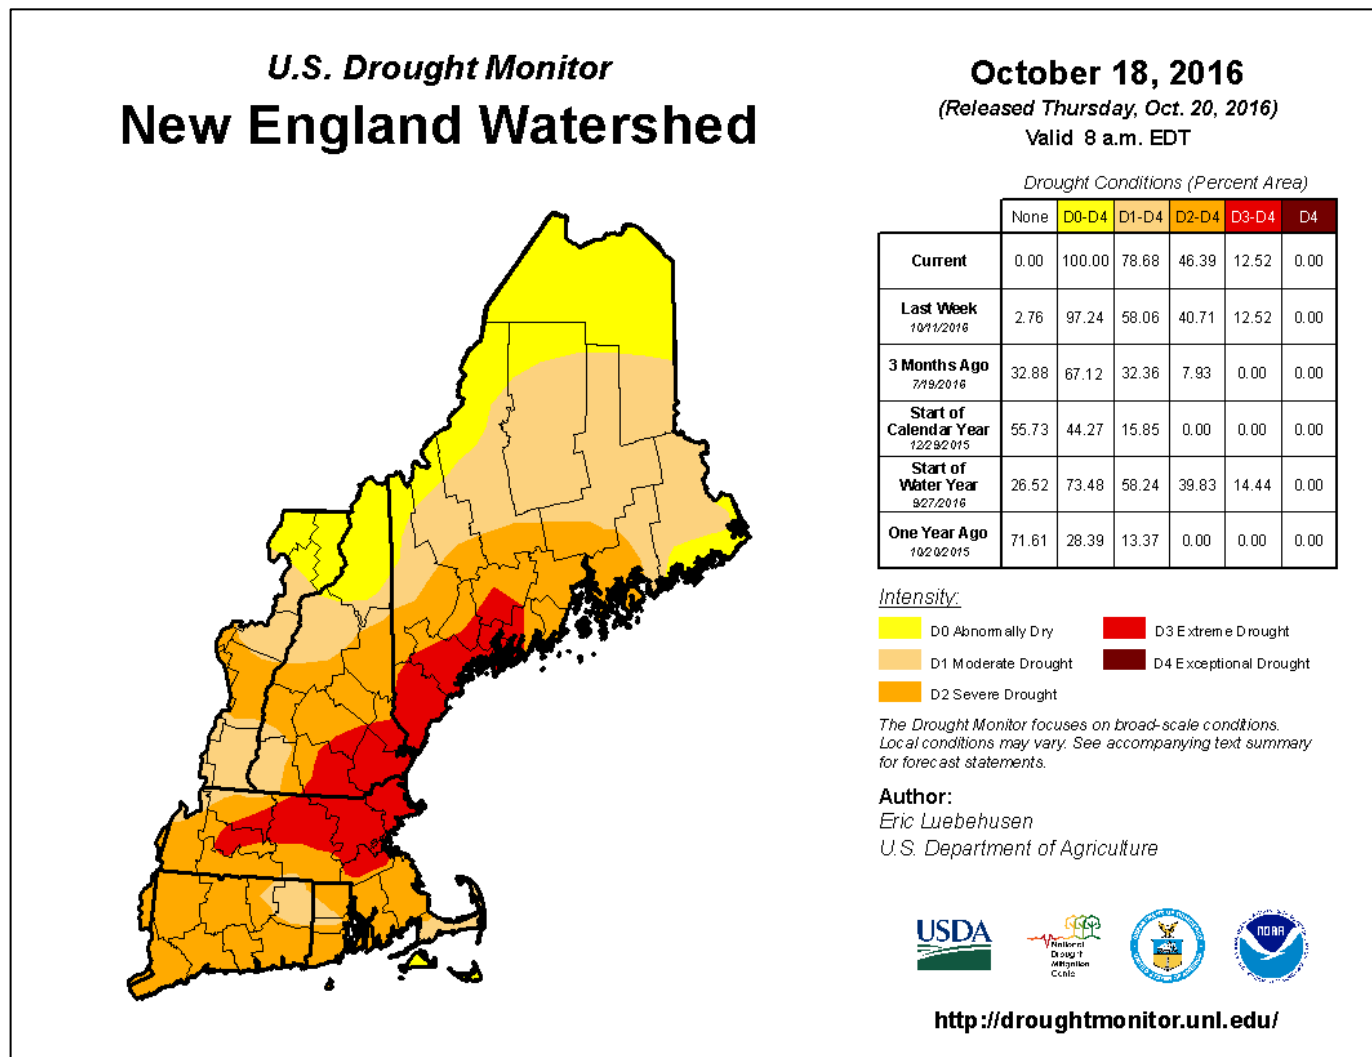 U.S. Drought Monitor
New England Watershed
October 18, 2016
(Released Thursday, Oct. 20, 2016)
Valid 8 a.m. EDT
Drought Conditions (Percent Area)
None D0-D4 D1-D4 D2-D4 D3-D4 D4
Current 0.00 100.00 78.68 46.39 12.52 0.00
Last Week
10/11/2016 2.76 97.24 58.06 40.71 12.52 0.00
3 Months Ago
7/19/2016 32.88 67.12 32.36 7.93 0.00 0.00
Start of
Calendar Year
12/29/2015 55.73 44.27 15.85 0.00 0.00 0.00
Start of
Water Year
9/27/2016 26.52 73.48 58.24 39.83 14.44 0.00
One Year Ago
10/20/2015 71.61 28.39 13.37 0.00 0.00 0.00
Intensity:
D0 Abnormally Dry
D1 Moderate Drought
D2 Severe Drought
D3 Extreme Drought
D4 Exceptional Drought
The Drought Monitor focuses on broad-scale conditions.
Local conditions may vary. See accompanying text summary
for forecast statements.
Author:
Eric Luebehusen
U.S. Department of Agriculture
USDA
National
Drought
Mitigation
Center
NOAA
http://droughtmonitor.unl.edu/